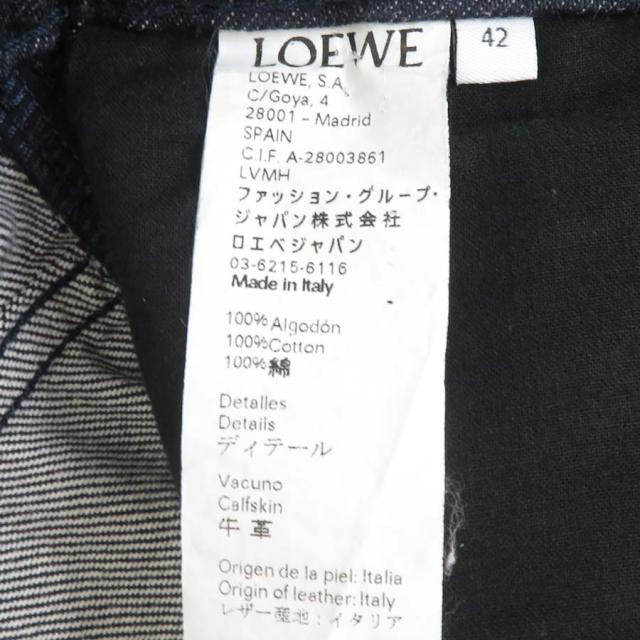 LOEWE
42
LOEWE, S.A.
C/Goya, 4
28001 - Madrid
SPAIN
C.I.F. A-28003861
LVMH
ファッション・グループ・
ジャパン株式会社
ロエベジャパン
03-6215-6116
Made in Italy
100% Algodón
100% Cotton
100% 綿
Detalles
Details
ディテール
Vacuno
Calfskin
牛革
Origen de la piel: Italia
Origin of leather: Italy
レザー産地: イタリア